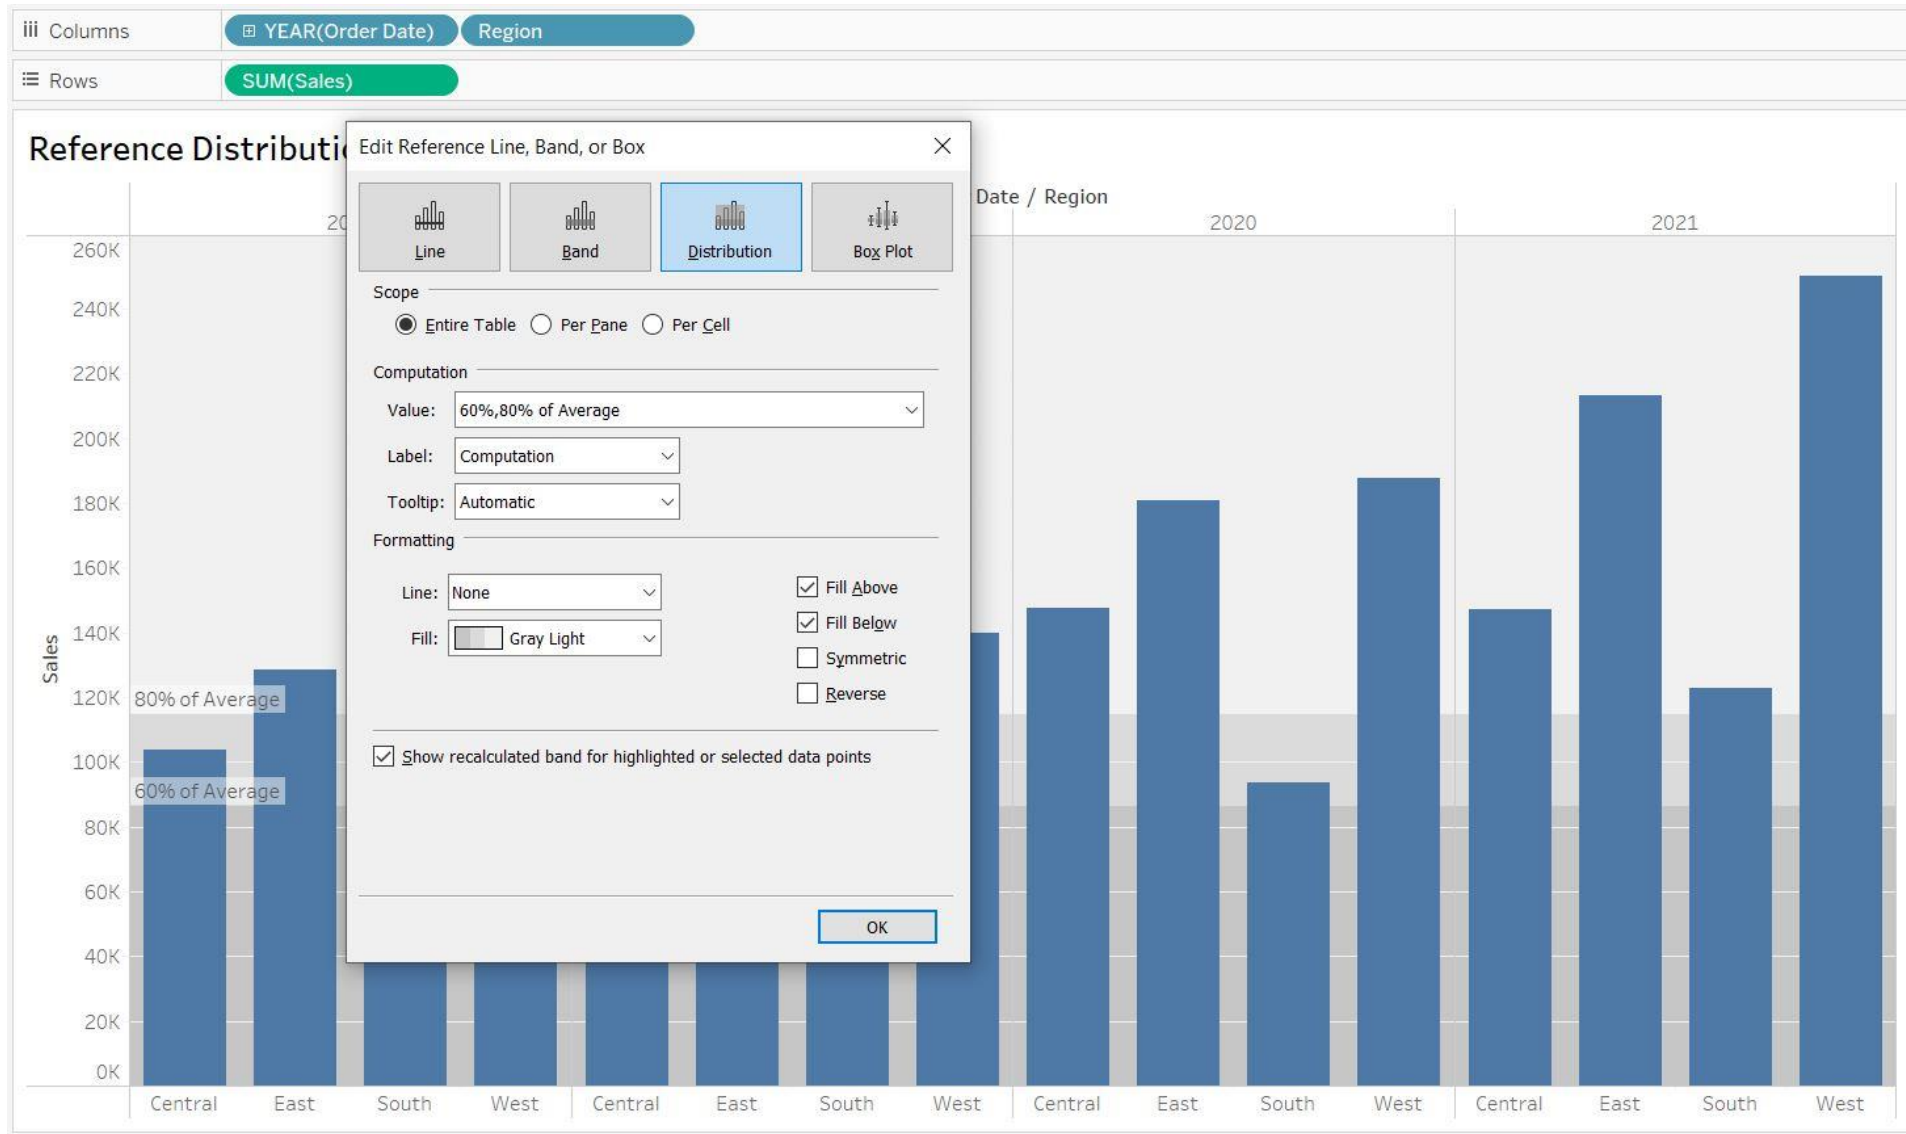 Columns YEAR(Order Date) Region
Rows SUM(Sales)
Reference Distributi
Edit Reference Line, Band, or Box
Line Band Distribution Box Plot
Date / Region
20 2020 2021
Scope
Entire Table Per Pane Per Cell
Computation
Value: 60%,80% of Average
Label: Computation
Tooltip: Automatic
Formatting
Line: None
Fill: Gray Light
Fill Above
Fill Below
Symmetric
Reverse
Show recalculated band for highlighted or selected data points
OK
Sales
260K
240K
220K
200K
180K
160K
140K
120K
100K
80K
60K
40K
20K
0K
80% of Average
60% of Average
Central East South West Central East South West Central East South West Central East South West